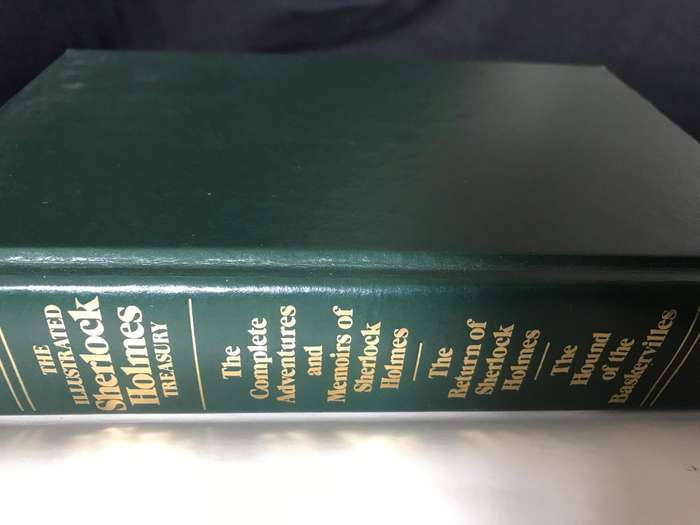 THE
ILLUSTRATED
Sherlock
Holmes
TREASURY
The
Complete
Adventures
and
Memoirs of
Sherlock
Holmes
The
Return of
Sherlock
Holmes
The
Hound
of the
Baskervilles